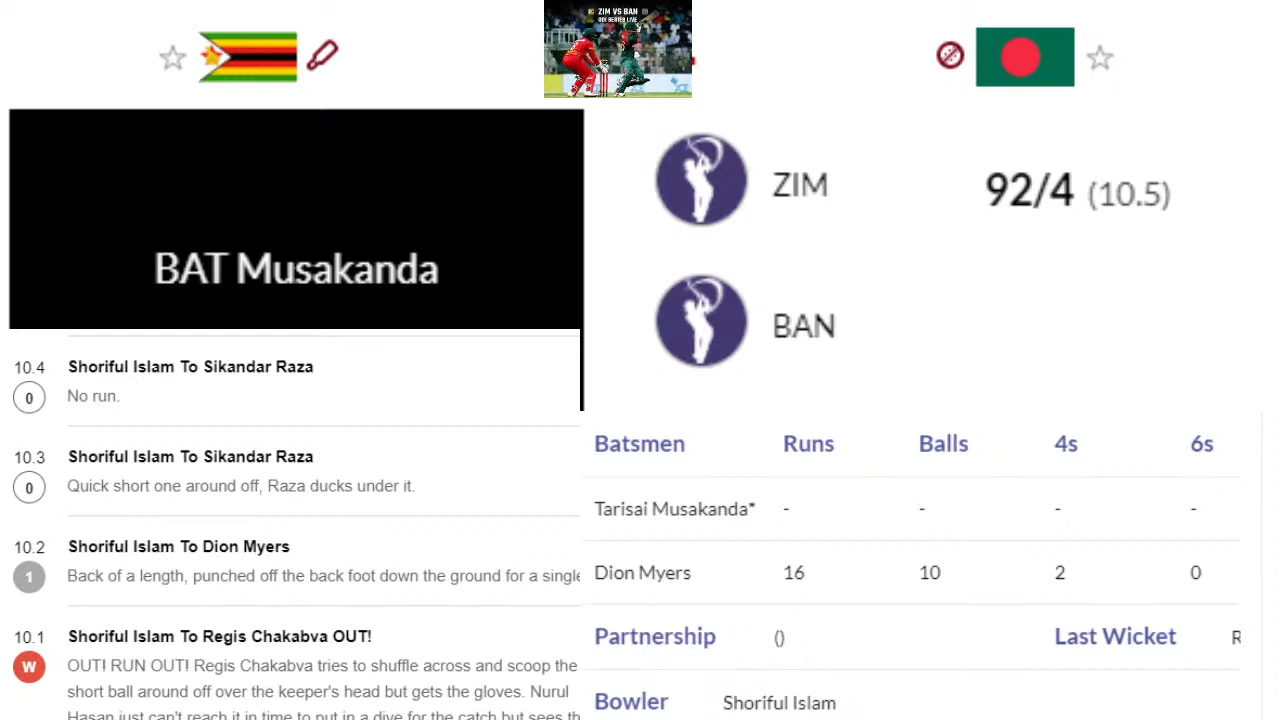 ZIM VS BAN
ODI SERIES LIVE
BAT Musakanda
ZIM
92/4 (10.5)
BAN
10.4 Shoriful Islam To Sikandar Raza
0 No run.
10.3 Shoriful Islam To Sikandar Raza
0 Quick short one around off, Raza ducks under it.
10.2 Shoriful Islam To Dion Myers
1 Back of a length, punched off the back foot down the ground for a single
10.1 Shoriful Islam To Regis Chakabva OUT!
W OUT! RUN OUT! Regis Chakabva tries to shuffle across and scoop the
short ball around off over the keeper's head but gets the gloves. Nurul
Hasan just can't reach it in time to put in a dive for the catch but sees th
Batsmen Runs Balls 4s 6s
Tarisai Musakanda* - - - -
Dion Myers 16 10 2 0
Partnership () Last Wicket R
Bowler Shoriful Islam